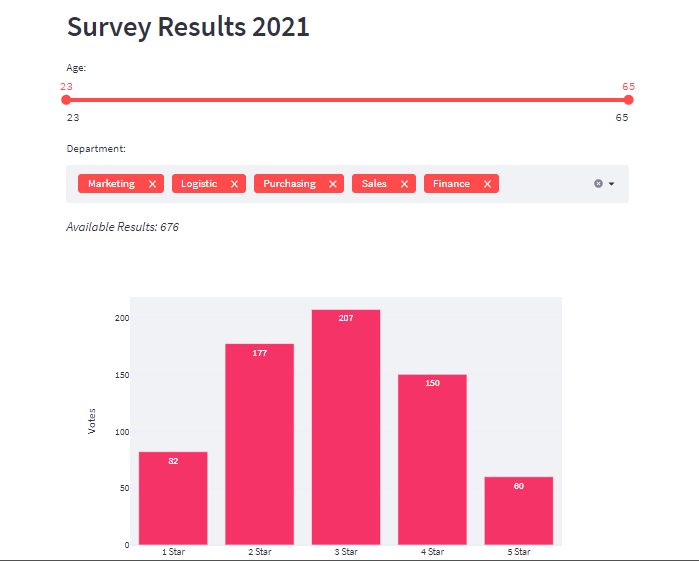 Survey Results 2021
Age:
23 65
23 65
Department:
Marketing Logistic Purchasing Sales Finance
Available Results: 676
200
150
100
50
0
Votes
82
177
207
150
60
1 Star 2 Star 3 Star 4 Star 5 Star